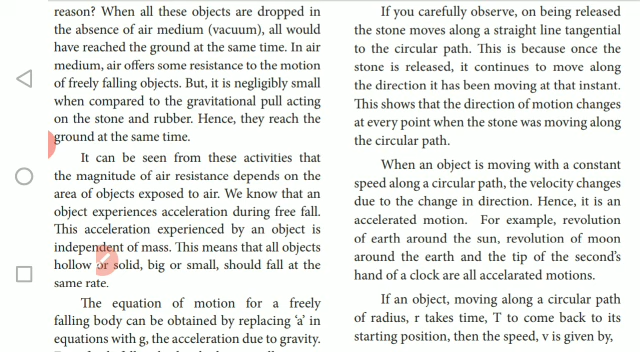 reason? When all these objects are dropped in
the absence of air medium (vacuum), all would
have reached the ground at the same time. In air
medium, air offers some resistance to the motion
of freely falling objects. But, it is negligibly small
when compared to the gravitational pull acting
on the stone and rubber. Hence, they reach the
ground at the same time.
It can be seen from these activities that
the magnitude of air resistance depends on the
area of objects exposed to air. We know that an
object experiences acceleration during free fall.
This acceleration experienced by an object is
independent of mass. This means that all objects
hollow or solid, big or small, should fall at the
same rate.
The equation of motion for a freely
falling body can be obtained by replacing 'a' in
equations with g, the acceleration due to gravity.
If you carefully observe, on being released
the stone moves along a straight line tangential
to the circular path. This is because once the
stone is released, it continues to move along
the direction it has been moving at that instant.
This shows that the direction of motion changes
at every point when the stone was moving along
the circular path.
When an object is moving with a constant
speed along a circular path, the velocity changes
due to the change in direction. Hence, it is an
accelerated motion. For example, revolution
of earth around the sun, revolution of moon
around the earth and the tip of the second's
hand of a clock are all accelarated motions.
If an object, moving along a circular path
of radius, r takes time, T to come back to its
starting position, then the speed, v is given by,